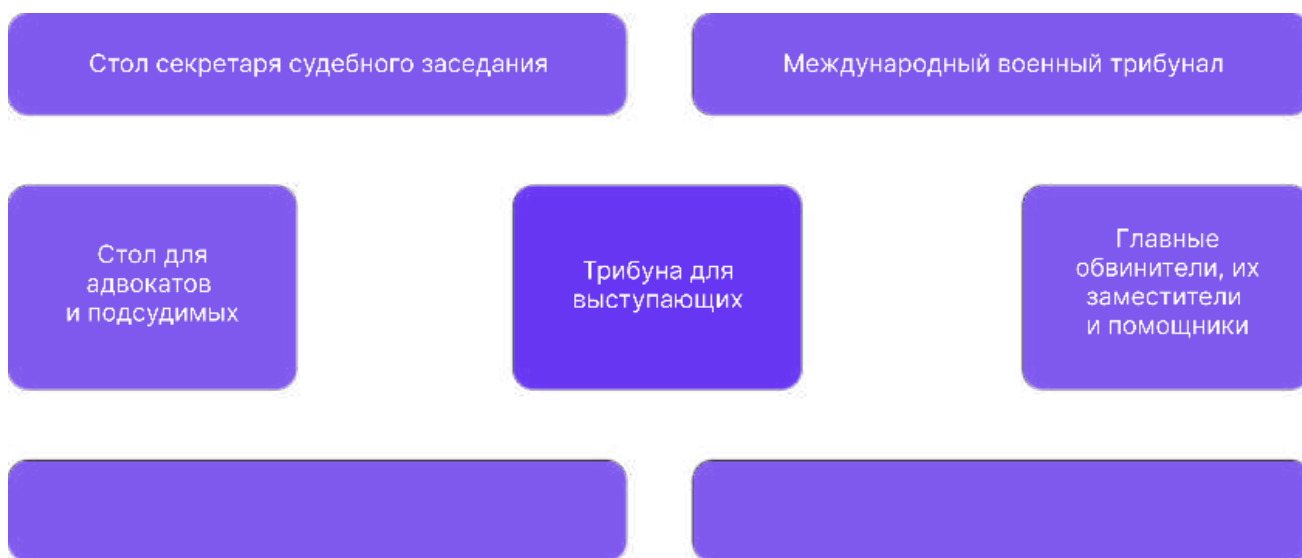 Стол секретаря судебного заседания
Международный военный трибунал
Стол для
адвокатов
и подсудимых
Трибуна для
выступающих
Главные
обвинители, их
заместители
и помощники